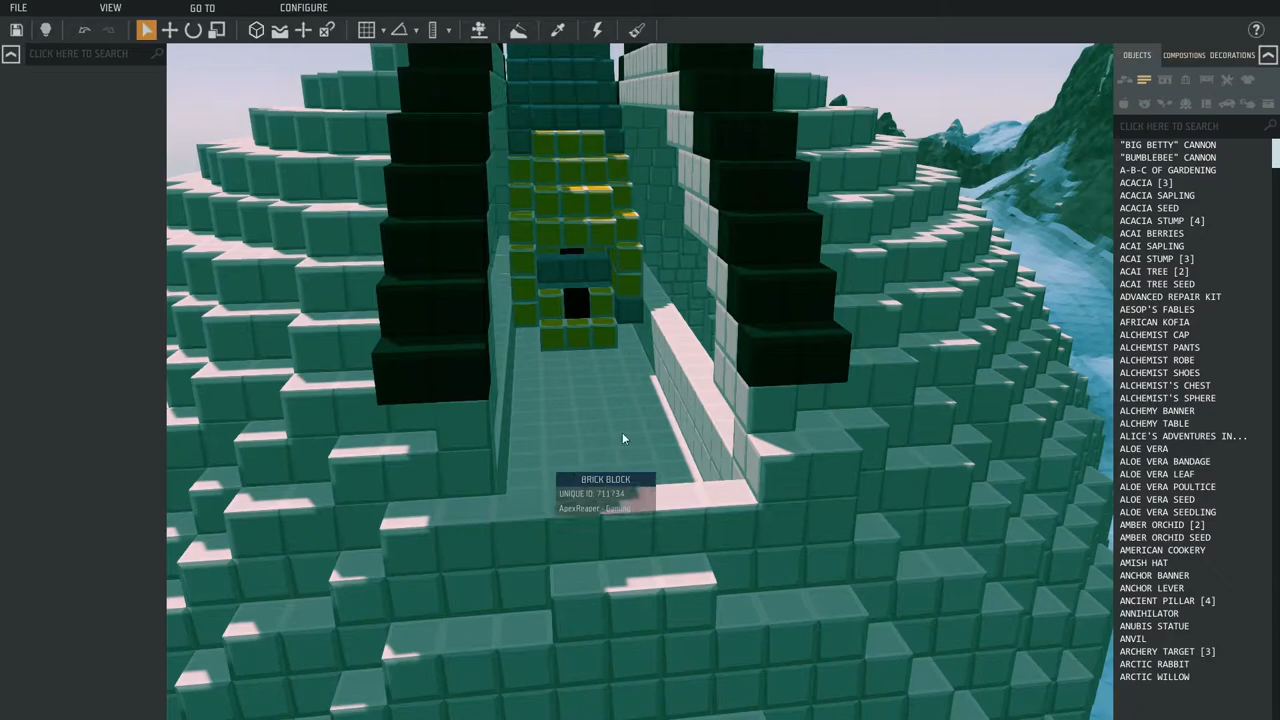 FILE VIEW GO TO CONFIGURE
CLICK HERE TO SEARCH
OBJECTS COMPOSITIONS DECORATIONS
CLICK HERE TO SEARCH
"BIG BETTY" CANNON
"BUMBLEBEE" CANNON
A-B-C OF GARDENING
ACACIA [3]
ACACIA SAPLING
ACACIA SEED
ACACIA STUMP [4]
ACAI BERRIES
ACAI SAPLING
ACAI STUMP [3]
ACAI TREE [2]
ACAI TREE SEED
ADVANCED REPAIR KIT
AESOP'S FABLES
AFRICAN KOFIA
ALCHEMIST CAP
ALCHEMIST PANTS
ALCHEMIST ROBE
ALCHEMIST SHOES
ALCHEMIST'S CHEST
ALCHEMIST'S SPHERE
ALCHEMY BANNER
ALCHEMY TABLE
ALICE'S ADVENTURES IN...
ALOE VERA
ALOE VERA BANDAGE
ALOE VERA LEAF
ALOE VERA POULTICE
ALOE VERA SEED
ALOE VERA SEEDLING
AMBER ORCHID [2]
AMBER ORCHID SEED
AMERICAN COOKERY
AMISH HAT
ANCHOR BANNER
ANCHOR LEVER
ANCIENT PILLAR [4]
ANNIHILATOR
ANUBIS STATUE
ANVIL
ARCHERY TARGET [3]
ARCTIC RABBIT
ARCTIC WILLOW
BRICK BLOCK
UNIQUE ID: 711734
ApexReaper - Gaming